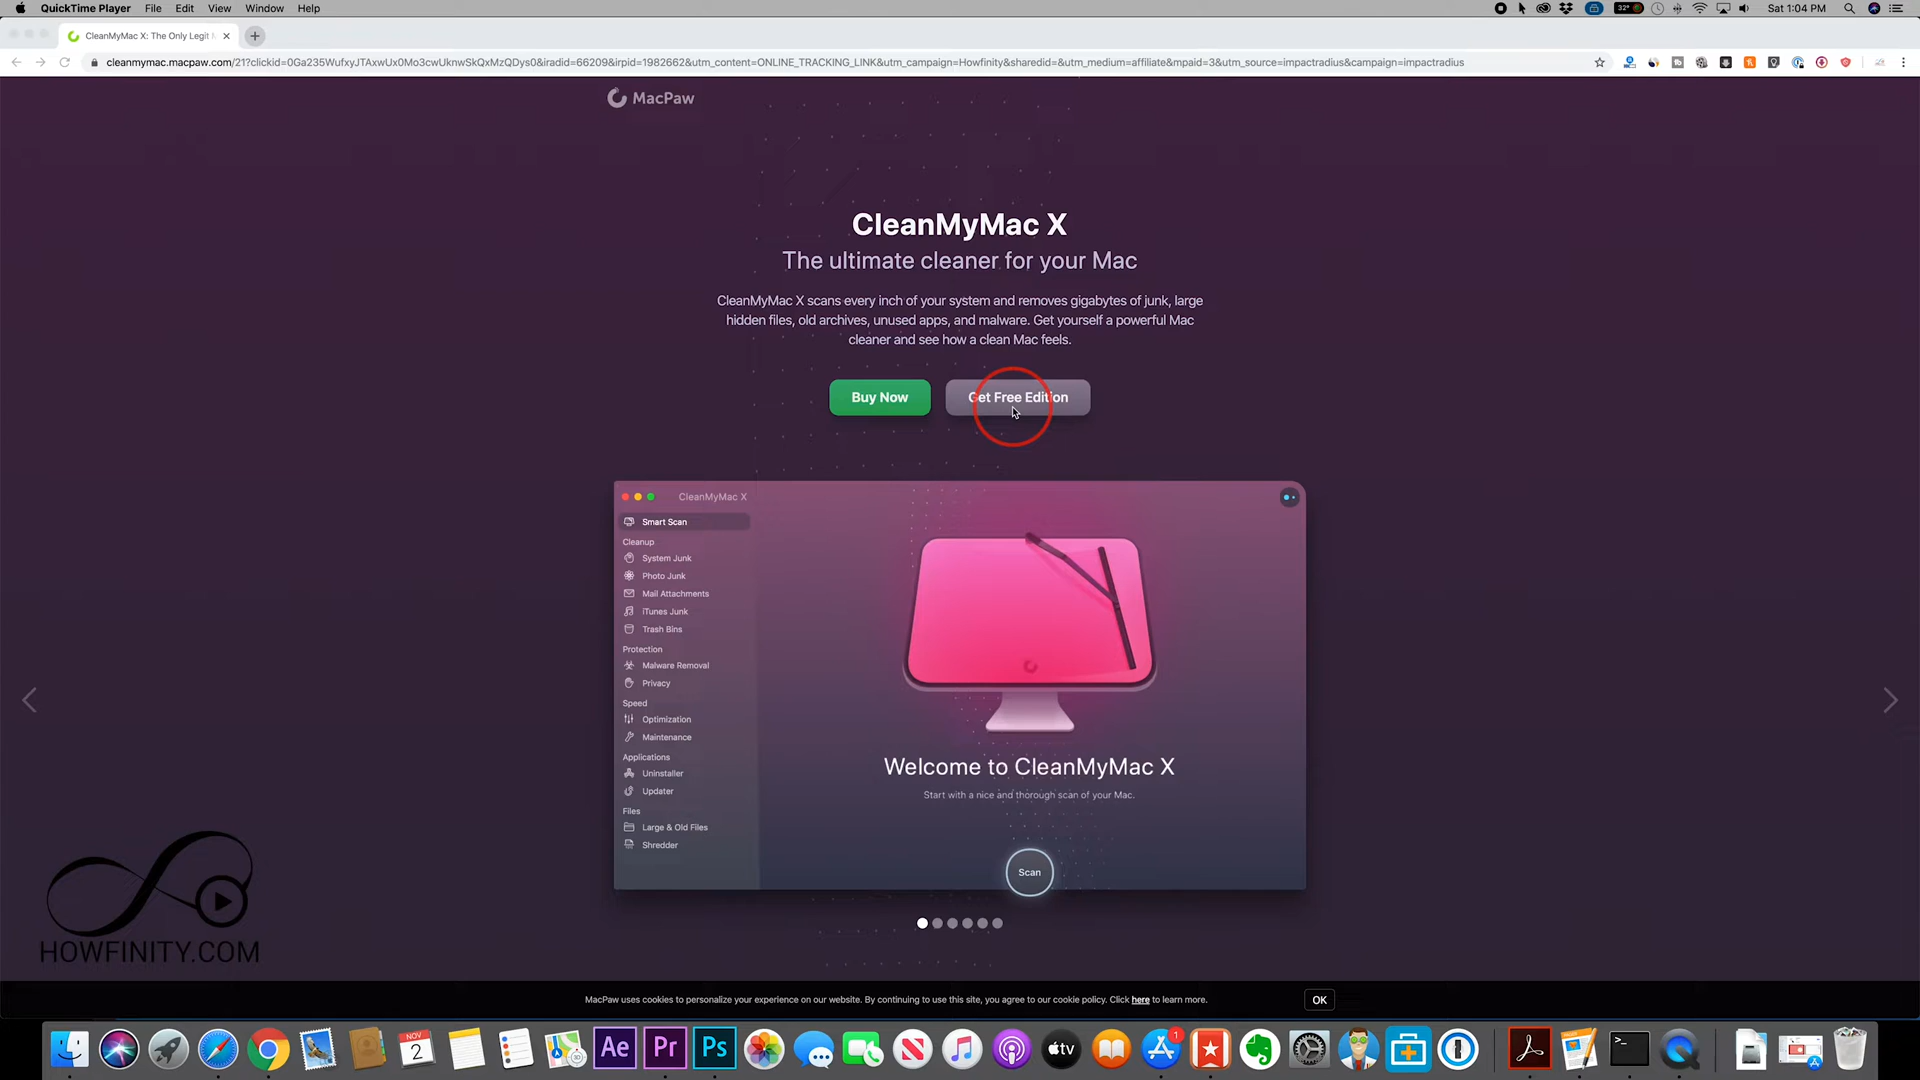 QuickTime Player File Edit View Window Help
32° Sat 1:04 PM
CleanMyMac X: The Only Legit
cleanmymac.macpaw.com/21?clickid=0Ga235WufxyJTAxwUx0Mo3cwUknwSkQxMzQDys0&iradid=66209&irpid=1982662&utm_content=ONLINE_TRACKING_LINK&utm_campaign=Howfinity&sharedid=&utm_medium=affiliate&mpaid=3&utm_source=impactradius&campaign=impactradius
MacPaw
CleanMyMac X
The ultimate cleaner for your Mac
CleanMyMac X scans every inch of your system and removes gigabytes of junk, large
hidden files, old archives, unused apps, and malware. Get yourself a powerful Mac
cleaner and see how a clean Mac feels.
Buy Now
Get Free Edition
CleanMyMac X
Smart Scan
Cleanup
System Junk
Photo Junk
Mail Attachments
iTunes Junk
Trash Bins
Protection
Malware Removal
Privacy
Speed
Optimization
Maintenance
Applications
Uninstaller
Updater
Files
Large & Old Files
Shredder
Welcome to CleanMyMac X
Start with a nice and thorough scan of your Mac.
Scan
HOWFINITY.COM
MacPaw uses cookies to personalize your experience on our website. By continuing to use this site, you agree to our cookie policy. Click here to learn more.
OK
NOV
2
Ae
Pr
Ps
tv
1